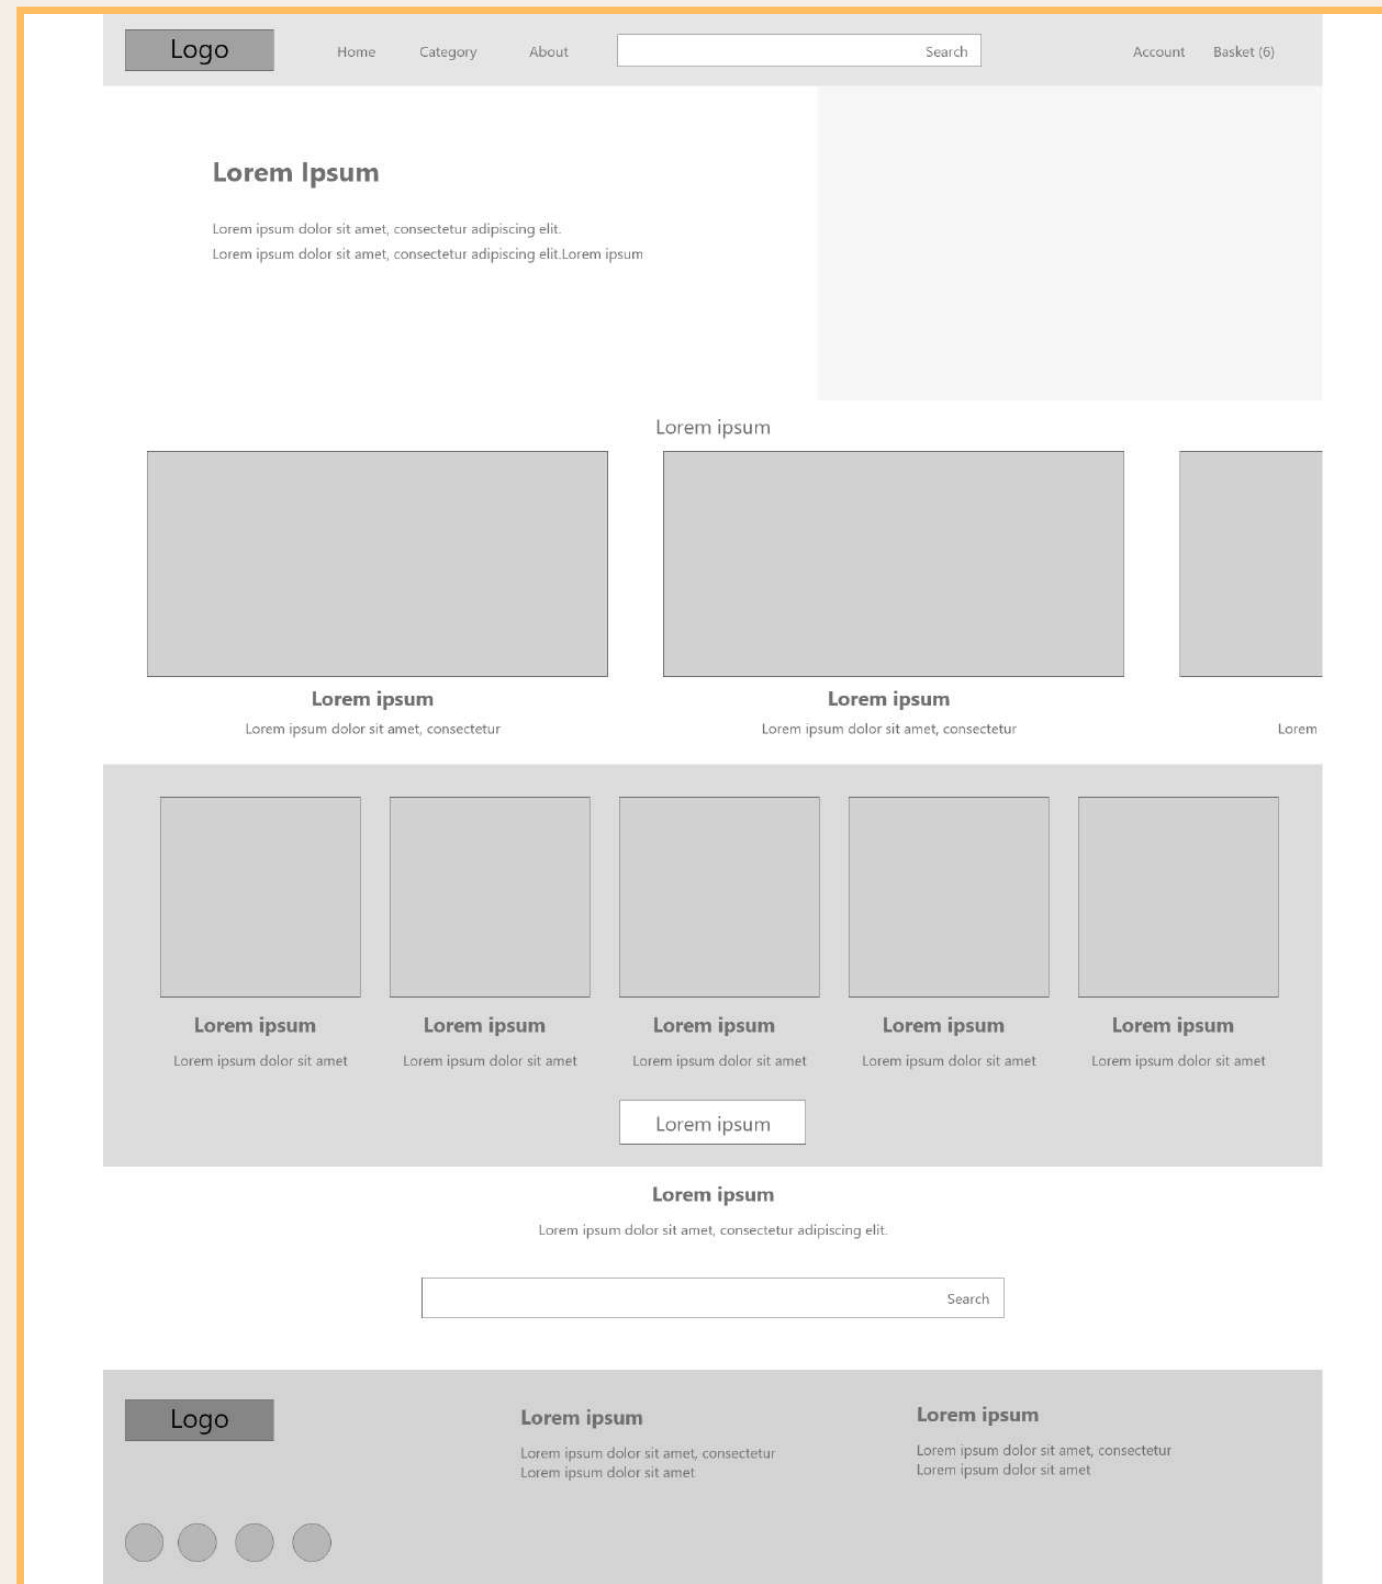 Logo
Home Category About Search Account Basket (6)
Lorem Ipsum
Lorem ipsum dolor sit amet, consectetur adipiscing elit.
Lorem ipsum dolor sit amet, consectetur adipiscing elit.Lorem ipsum
Lorem ipsum
Lorem ipsum
Lorem ipsum dolor sit amet, consectetur
Lorem ipsum
Lorem ipsum dolor sit amet, consectetur
Lorem
Lorem ipsum
Lorem ipsum dolor sit amet
Lorem ipsum
Lorem ipsum dolor sit amet
Lorem ipsum
Lorem ipsum dolor sit amet
Lorem ipsum
Lorem ipsum dolor sit amet
Lorem ipsum
Lorem ipsum dolor sit amet
Lorem ipsum
Lorem ipsum
Lorem ipsum dolor sit amet, consectetur adipiscing elit.
Search
Logo
Lorem ipsum
Lorem ipsum dolor sit amet, consectetur
Lorem ipsum dolor sit amet
Lorem ipsum
Lorem ipsum dolor sit amet, consectetur
Lorem ipsum dolor sit amet